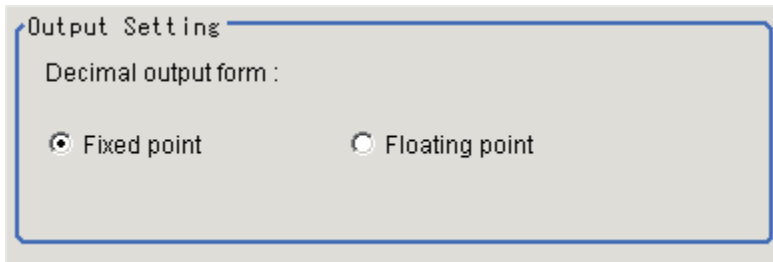 Output Setting
Decimal output form :
Fixed point Floating point